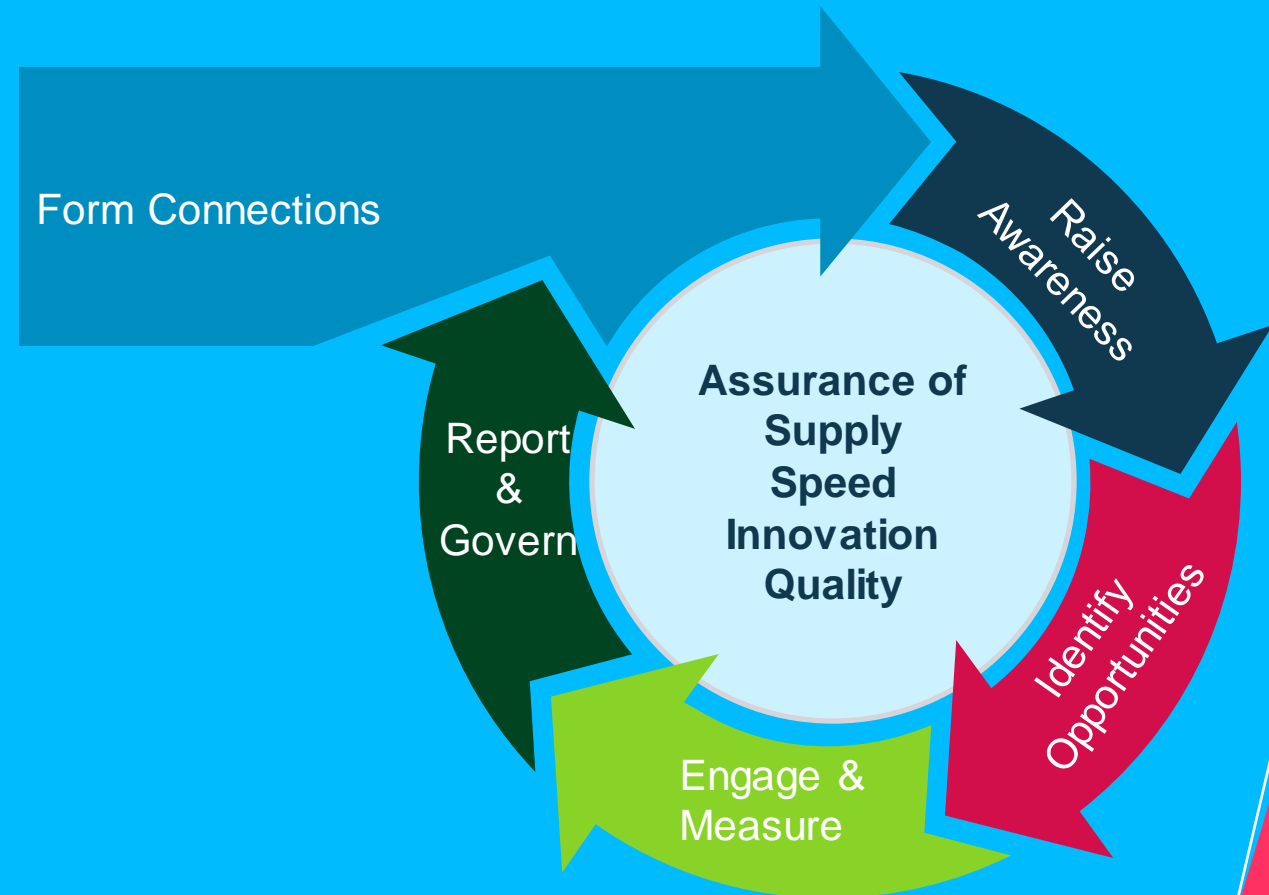 Form Connections
Raise
Awareness
Assurance of
Supply
Speed
Innovation
Quality
Report
&
Govern
Identify
Opportunities
Engage &
Measure